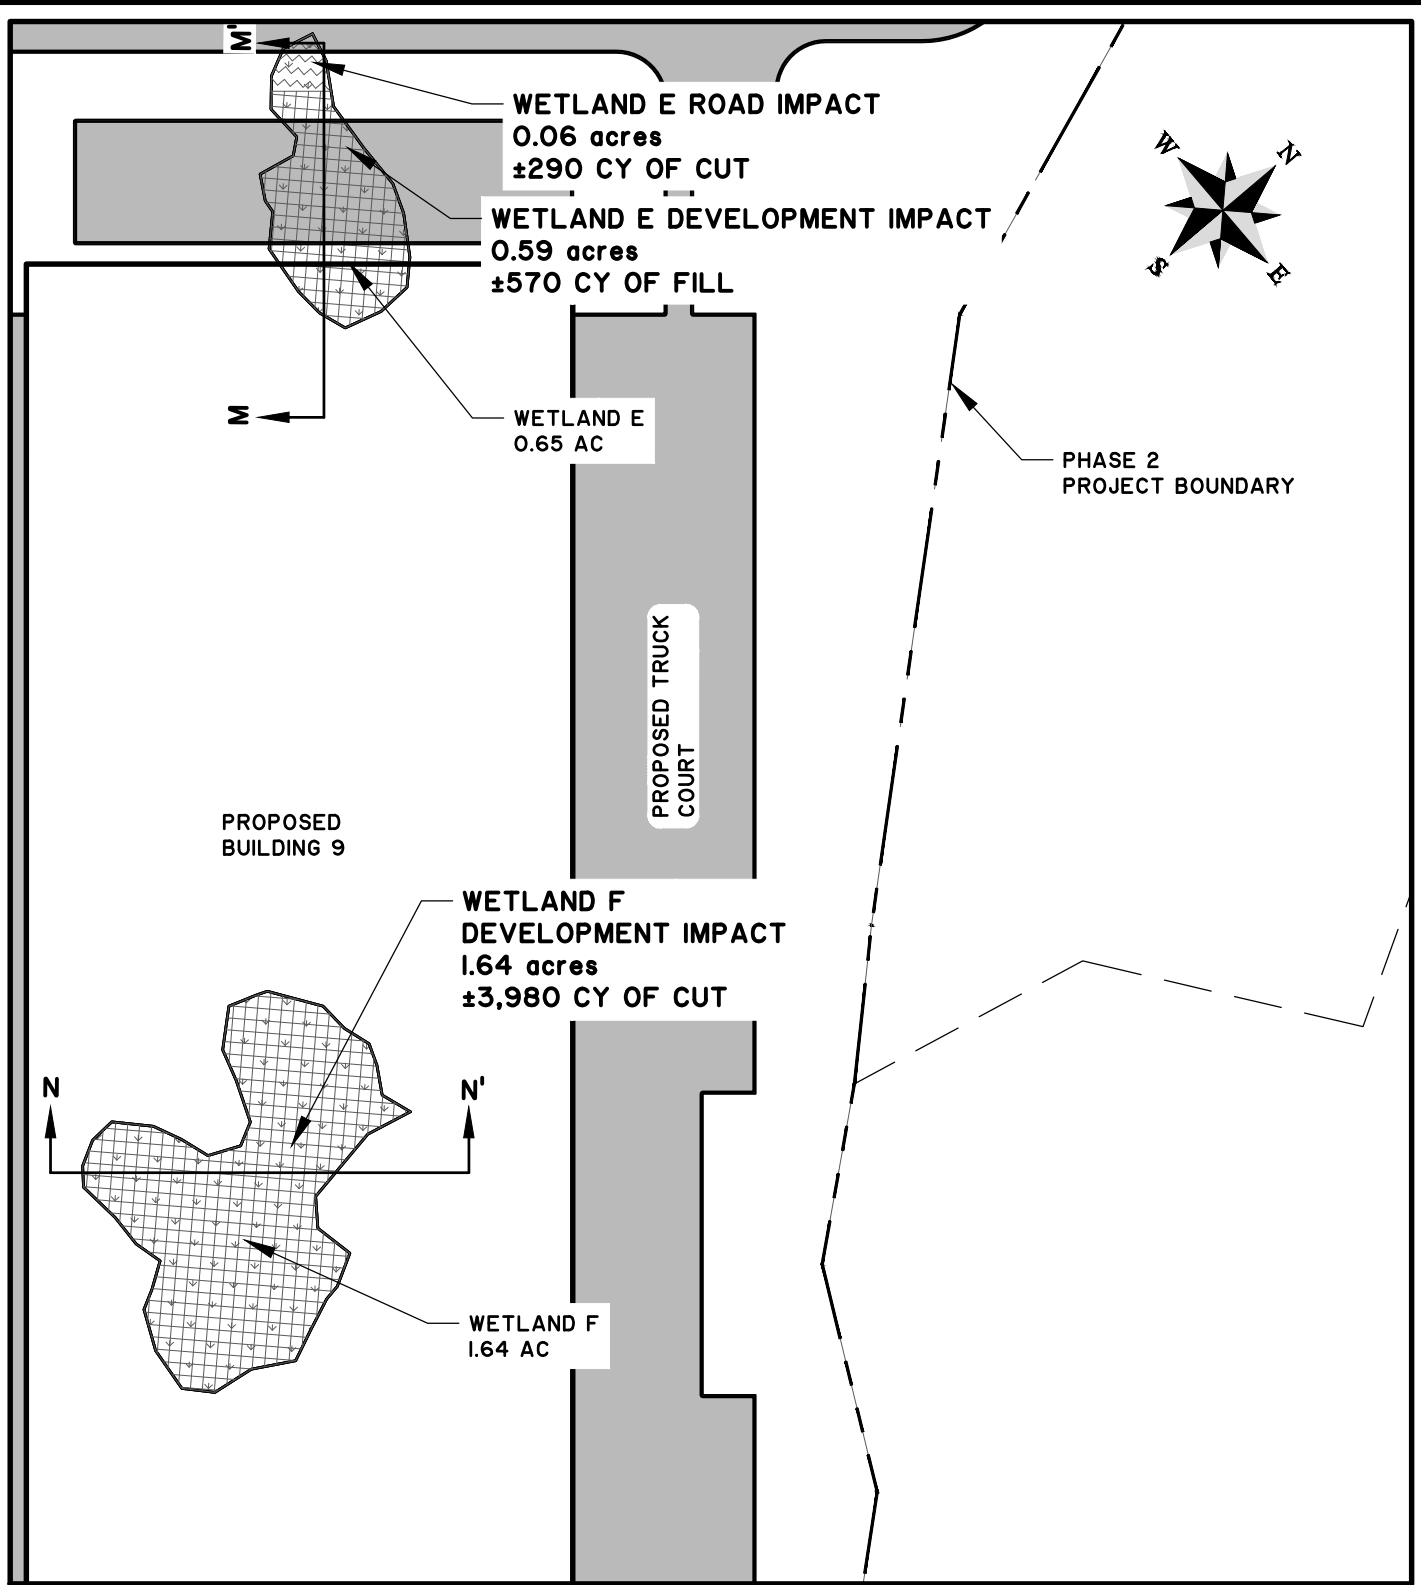 M'
WETLAND E ROAD IMPACT
0.06 acres
±290 CY OF CUT
W
N
S
E
WETLAND E DEVELOPMENT IMPACT
0.59 acres
±570 CY OF FILL
M
WETLAND E
0.65 AC
PHASE 2
PROJECT BOUNDARY
PROPOSED TRUCK
COURT
PROPOSED
BUILDING 9
WETLAND F
DEVELOPMENT IMPACT
1.64 acres
±3,980 CY OF CUT
N
N'
WETLAND F
1.64 AC